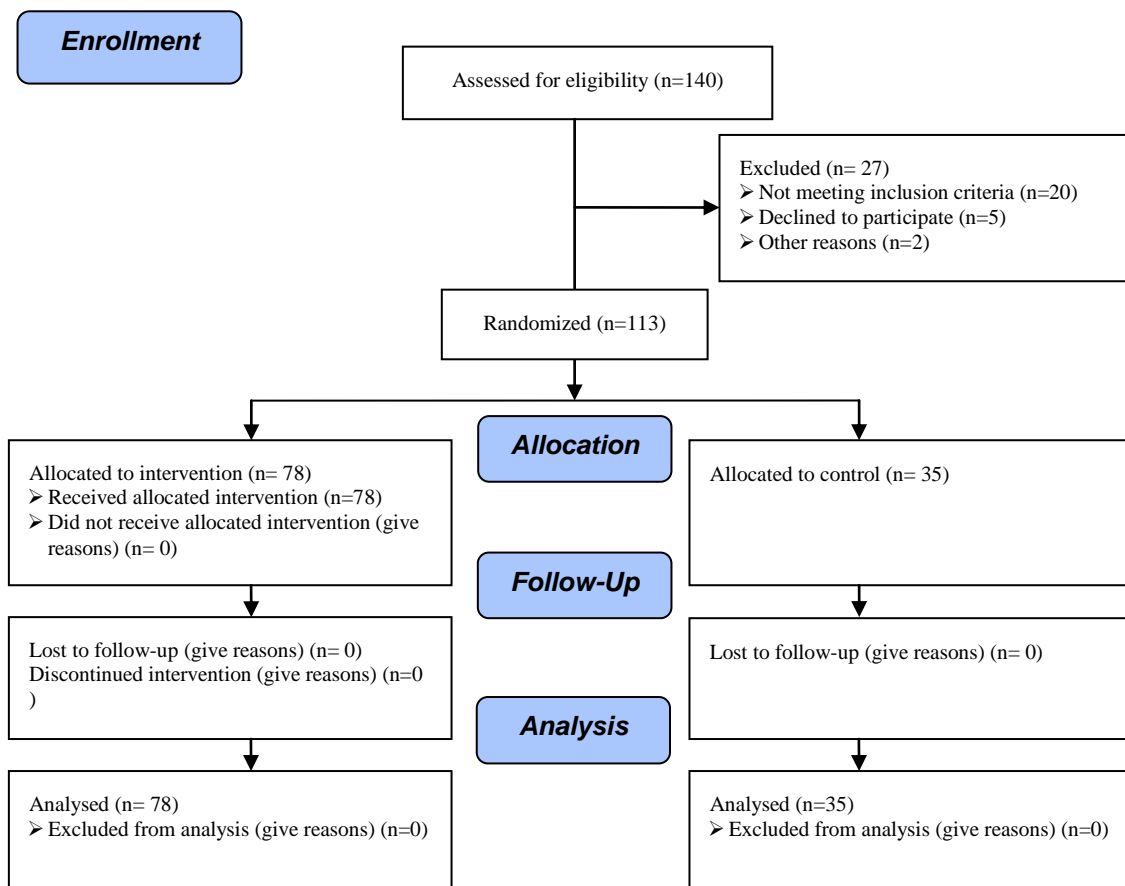 Enrollment
Assessed for eligibility (n=140)
Excluded (n= 27)
➢ Not meeting inclusion criteria (n=20)
➢ Declined to participate (n=5)
➢ Other reasons (n=2)
Randomized (n=113)
Allocation
Allocated to intervention (n= 78)
➢ Received allocated intervention (n=78)
➢ Did not receive allocated intervention (give
reasons) (n= 0)
Allocated to control (n= 35)
Follow-Up
Lost to follow-up (give reasons) (n= 0)
Discontinued intervention (give reasons) (n=0
)
Lost to follow-up (give reasons) (n= 0)
Analysis
Analysed (n= 78)
➢ Excluded from analysis (give reasons) (n=0)
Analysed (n=35)
➢ Excluded from analysis (give reasons) (n=0)